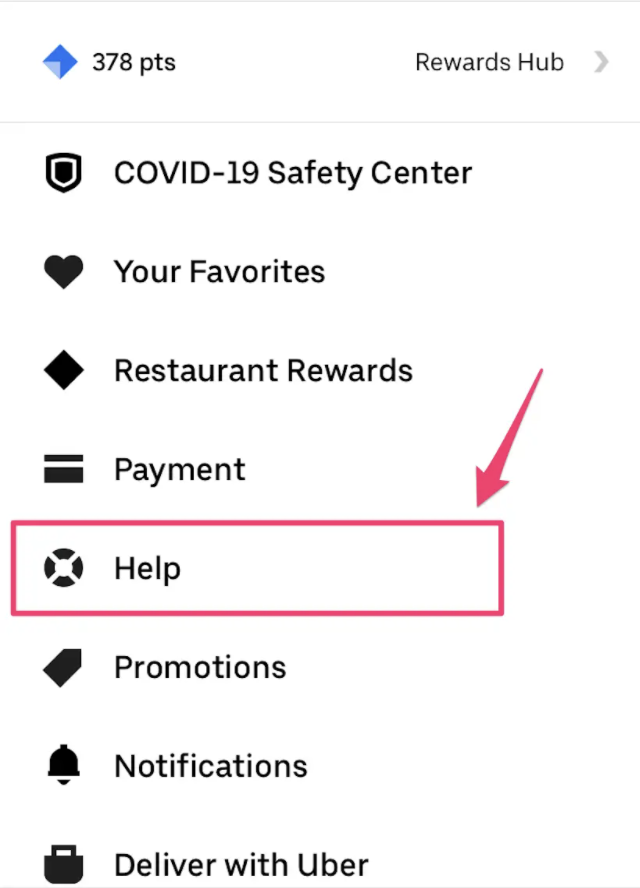 378 pts Rewards Hub
COVID-19 Safety Center
Your Favorites
Restaurant Rewards
Payment
Help
Promotions
Notifications
Deliver with Uber